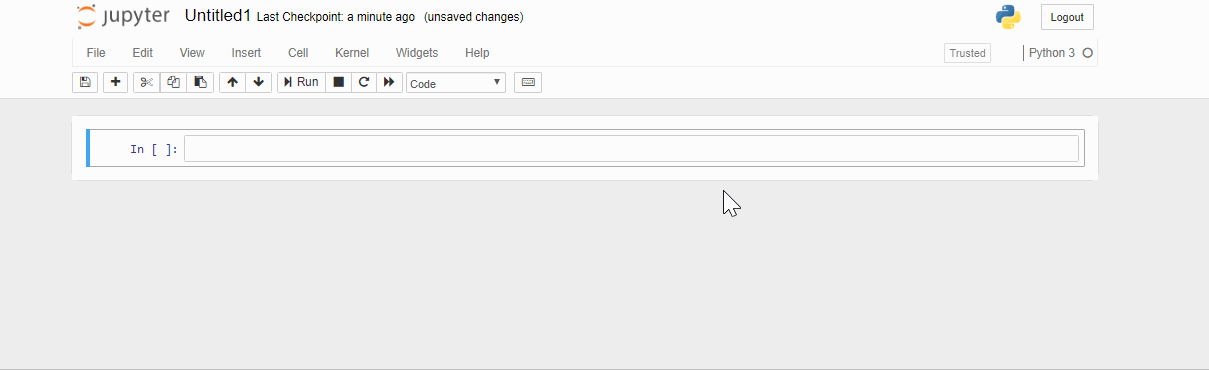 jupyter Untitled1 Last Checkpoint: a minute ago (unsaved changes) Logout
File Edit View Insert Cell Kernel Widgets Help Trusted Python 3
Run Code
In [ ]: